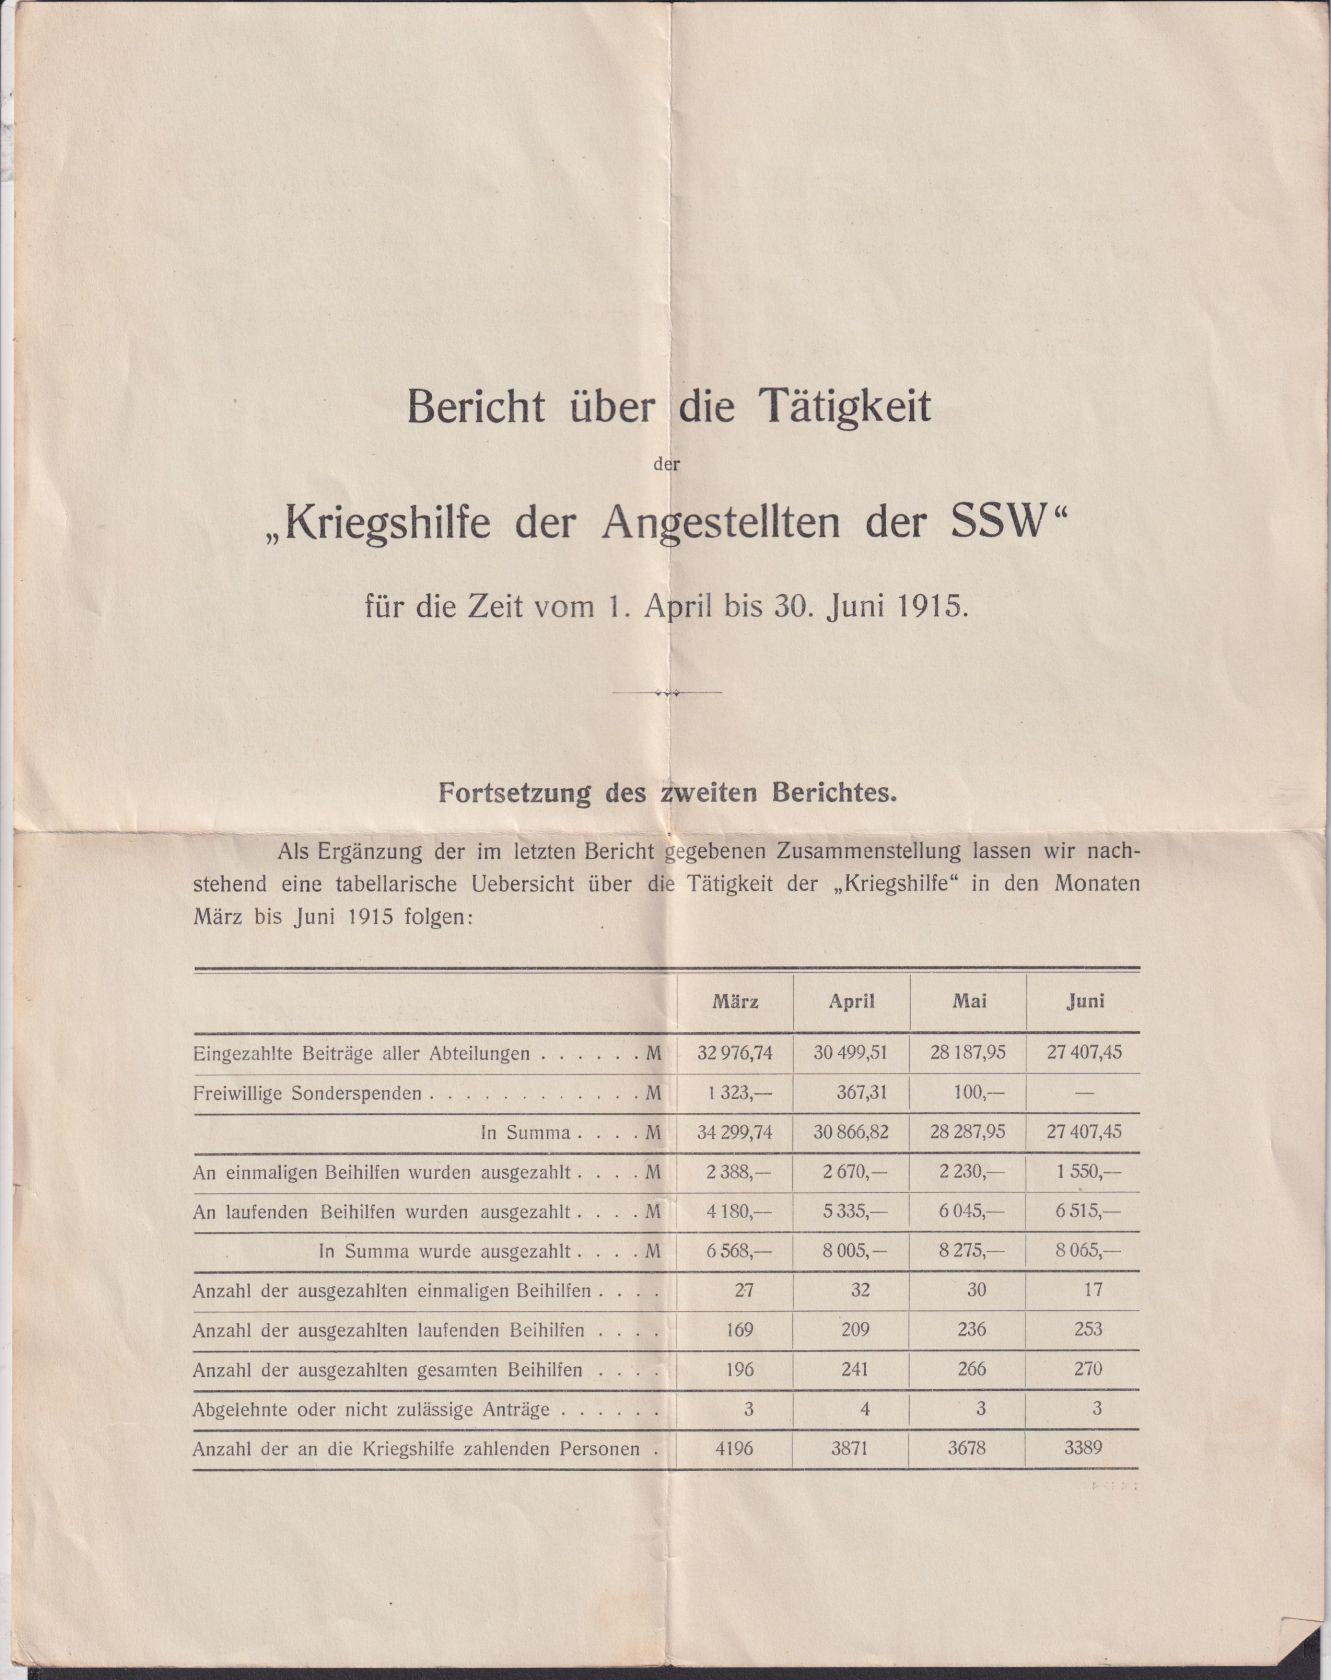 Bericht über die Tätigkeit
der
„Kriegshilfe der Angestellten der SSW“
für die Zeit vom 1. April bis 30. Juni 1915.
Fortsetzung des zweiten Berichtes.
Als Ergänzung der im letzten Bericht gegebenen Zusammenstellung lassen wir nach-
stehend eine tabellarische Uebersicht über die Tätigkeit der „Kriegshilfe“ in den Monaten
März bis Juni 1915 folgen:
März April Mai Juni
Eingezahlte Beiträge aller Abteilungen . . . . . . M 32 976,74 30 499,51 28 187,95 27 407,45
Freiwillige Sonderspenden . . . . . . . . . . . . M 1 323,— 367,31 100,— —
In Summa . . . . M 34 299,74 30 866,82 28 287,95 27 407,45
An einmaligen Beihilfen wurden ausgezahlt . . . . M 2 388,— 2 670,— 2 230,— 1 550,—
An laufenden Beihilfen wurden ausgezahlt . . . . M 4 180,— 5 335,— 6 045,— 6 515,—
In Summa wurde ausgezahlt . . . . M 6 568,— 8 005,— 8 275,— 8 065,—
Anzahl der ausgezahlten einmaligen Beihilfen . . . . 27 32 30 17
Anzahl der ausgezahlten laufenden Beihilfen . . . . 169 209 236 253
Anzahl der ausgezahlten gesamten Beihilfen . . . . 196 241 266 270
Abgelehnte oder nicht zulässige Anträge . . . . . . 3 4 3 3
Anzahl der an die Kriegshilfe zahlenden Personen . 4196 3871 3678 3389